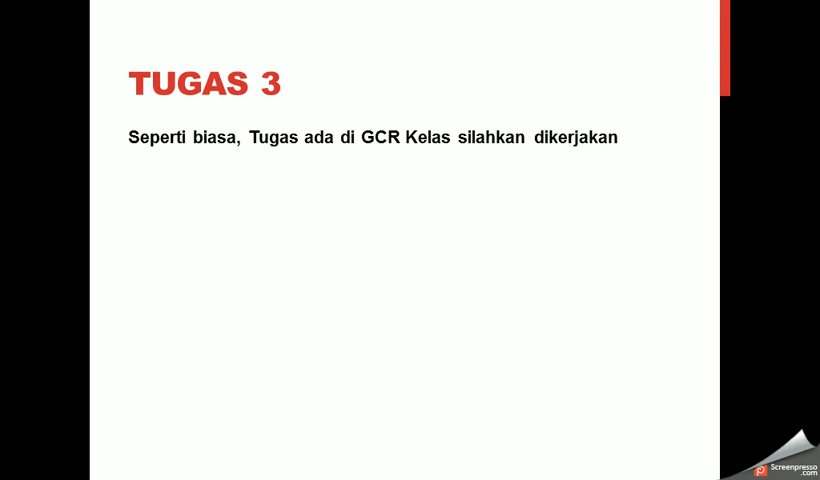 TUGAS 3
Seperti biasa, Tugas ada di GCR Kelas silahkan dikerjakan
Screenpresso
.com